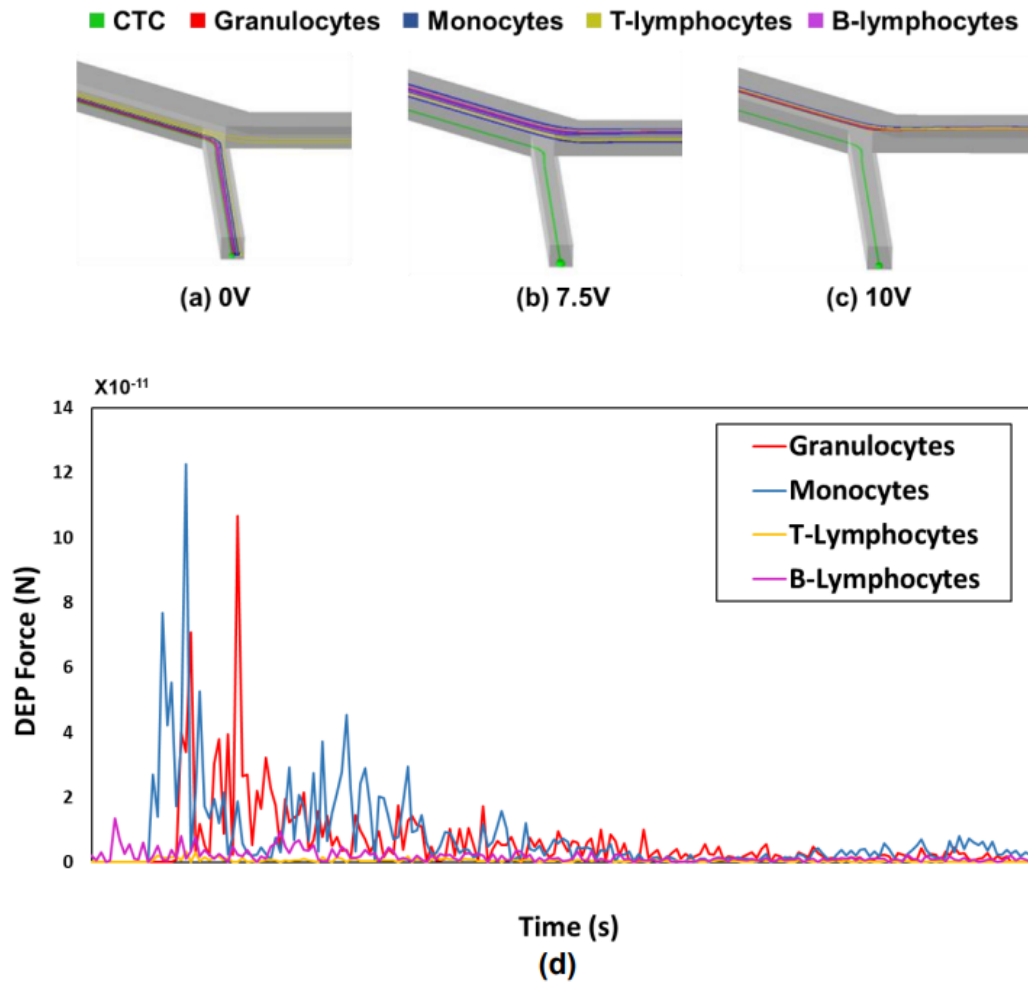 CTC Granulocytes Monocytes T-lymphocytes B-lymphocytes
(a) 0V (b) 7.5V (c) 10V
X10⁻¹¹
14
12
10
8
6
4
2
0
DEP Force (N)
Granulocytes
Monocytes
T-Lymphocytes
B-Lymphocytes
Time (s)
(d)